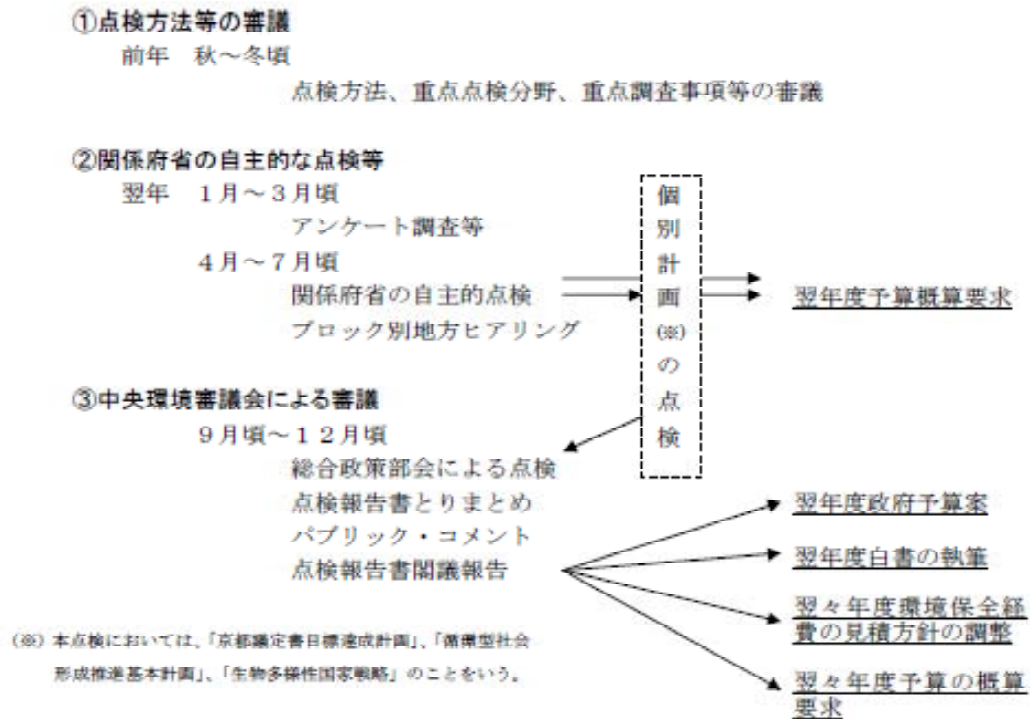 ①点検方法等の審議
前年　秋～冬頃
点検方法、重点点検分野、重点調査事項等の審議
②関係府省の自主的な点検等
翌年　１月～３月頃
アンケート調査等
４月～７月頃
関係府省の自主的点検
ブロック別地方ヒアリング
個別計画(※)の点検
翌年度予算概算要求
③中央環境審議会による審議
９月頃～１２月頃
総合政策部会による点検
点検報告書とりまとめ
パブリック・コメント
点検報告書閣議報告
翌年度政府予算案
翌年度白書の執筆
翌々年度環境保全経
費の見積方針の調整
翌々年度予算の概算
要求
(※) 本点検においては、「京都議定書目標達成計画」、「循環型社会
形成推進基本計画」、「生物多様性国家戦略」のことをいう。